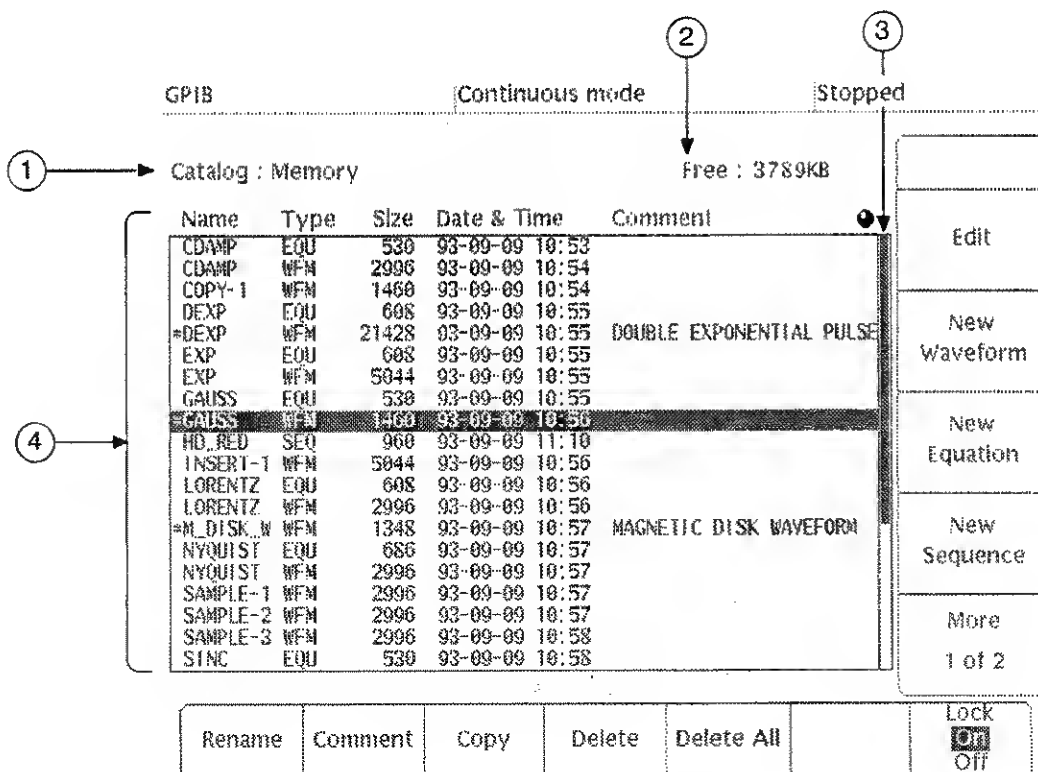 2 3
GPIB Continuous mode Stopped
1 Catalog : Memory Free : 3789KB
Name Type Size Date & Time Comment
CDAMP EQU 530 93-09-09 10:53
CDAMP WFM 2996 93-09-09 10:54
COPY-1 WFM 1460 93-09-09 10:54
DEXP EQU 608 93-09-09 10:55
*DEXP WFM 21428 93-09-09 10:55 DOUBLE EXPONENTIAL PULSE
EXP EQU 608 93-09-09 10:55
EXP WFM 5044 93-09-09 10:55
GAUSS EQU 530 93-09-09 10:55
4 *GAUSS WFM 1460 93-09-09 10:56
HD_RED SEQ 960 93-09-09 11:10
INSERT-1 WFM 5044 93-09-09 10:56
LORENTZ EQU 608 93-09-09 10:56
LORENTZ WFM 2996 93-09-09 10:56
*M_DISK_W WFM 1348 93-09-09 10:57 MAGNETIC DISK WAVEFORM
NYQUIST EQU 686 93-09-09 10:57
NYQUIST WFM 2996 93-09-09 10:57
SAMPLE-1 WFM 2996 93-09-09 10:57
SAMPLE-2 WFM 2996 93-09-09 10:57
SAMPLE-3 WFM 2996 93-09-09 10:58
SINC EQU 530 93-09-09 10:58
Edit
New
Waveform
New
Equation
New
Sequence
More
1 of 2
Rename Comment Copy Delete Delete All Lock
On
Off